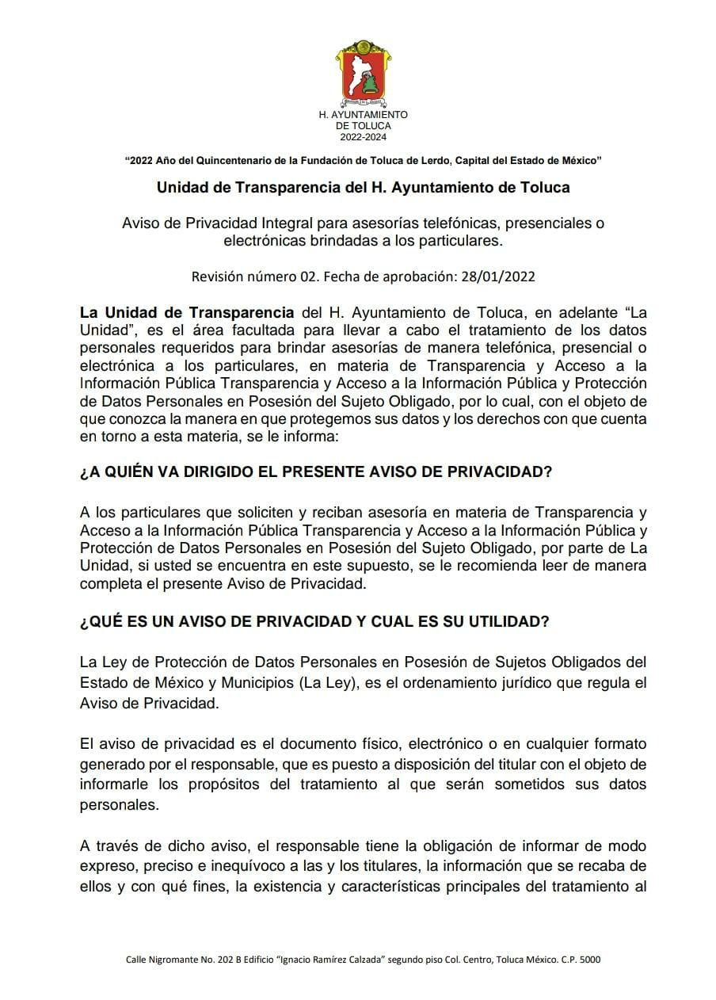 H. AYUNTAMIENTO
DE TOLUCA
2022-2024
“2022 Año del Quincentenario de la Fundación de Toluca de Lerdo, Capital del Estado de México”
Unidad de Transparencia del H. Ayuntamiento de Toluca
Aviso de Privacidad Integral para asesorías telefónicas, presenciales o
electrónicas brindadas a los particulares.
Revisión número 02. Fecha de aprobación: 28/01/2022
La Unidad de Transparencia del H. Ayuntamiento de Toluca, en adelante “La
Unidad”, es el área facultada para llevar a cabo el tratamiento de los datos
personales requeridos para brindar asesorías de manera telefónica, presencial o
electrónica a los particulares, en materia de Transparencia y Acceso a la
Información Pública Transparencia y Acceso a la Información Pública y Protección
de Datos Personales en Posesión del Sujeto Obligado, por lo cual, con el objeto de
que conozca la manera en que protegemos sus datos y los derechos con que cuenta
en torno a esta materia, se le informa:
¿A QUIÉN VA DIRIGIDO EL PRESENTE AVISO DE PRIVACIDAD?
A los particulares que soliciten y reciban asesoría en materia de Transparencia y
Acceso a la Información Pública Transparencia y Acceso a la Información Pública y
Protección de Datos Personales en Posesión del Sujeto Obligado, por parte de La
Unidad, si usted se encuentra en este supuesto, se le recomienda leer de manera
completa el presente Aviso de Privacidad.
¿QUÉ ES UN AVISO DE PRIVACIDAD Y CUAL ES SU UTILIDAD?
La Ley de Protección de Datos Personales en Posesión de Sujetos Obligados del
Estado de México y Municipios (La Ley), es el ordenamiento jurídico que regula el
Aviso de Privacidad.
El aviso de privacidad es el documento físico, electrónico o en cualquier formato
generado por el responsable, que es puesto a disposición del titular con el objeto de
informarle los propósitos del tratamiento al que serán sometidos sus datos
personales.
A través de dicho aviso, el responsable tiene la obligación de informar de modo
expreso, preciso e inequívoco a las y los titulares, la información que se recaba de
ellos y con qué fines, la existencia y características principales del tratamiento al
Calle Nigromante No. 202 B Edificio “Ignacio Ramírez Calzada” segundo piso Col. Centro, Toluca México. C.P. 5000